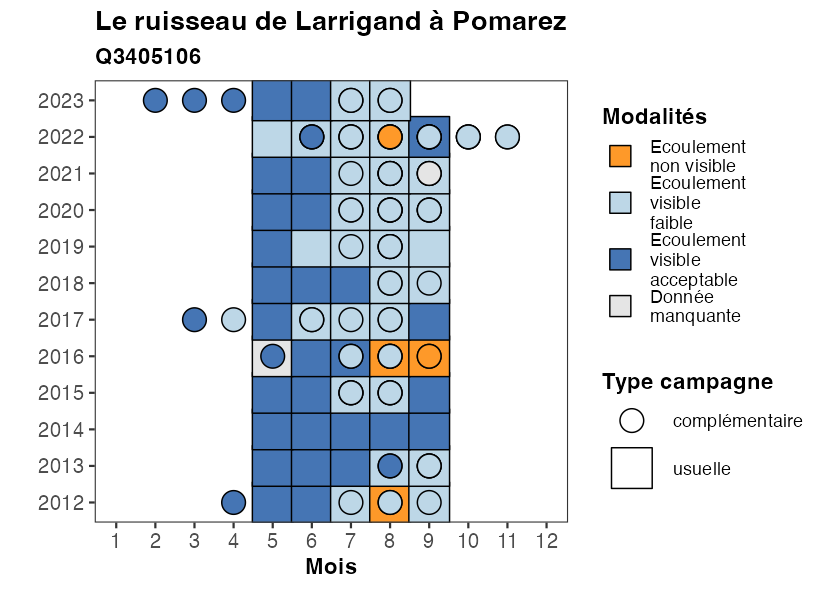 Le ruisseau de Larrigand à Pomarez
Q3405106
2023
2022
2021
2020
2019
2018
2017
2016
2015
2014
2013
2012
1 2 3 4 5 6 7 8 9 10 11 12
Mois
Modalités
Ecoulement
non visible
Ecoulement
visible
faible
Ecoulement
visible
acceptable
Donnée
manquante
Type campagne
complémentaire
usuelle